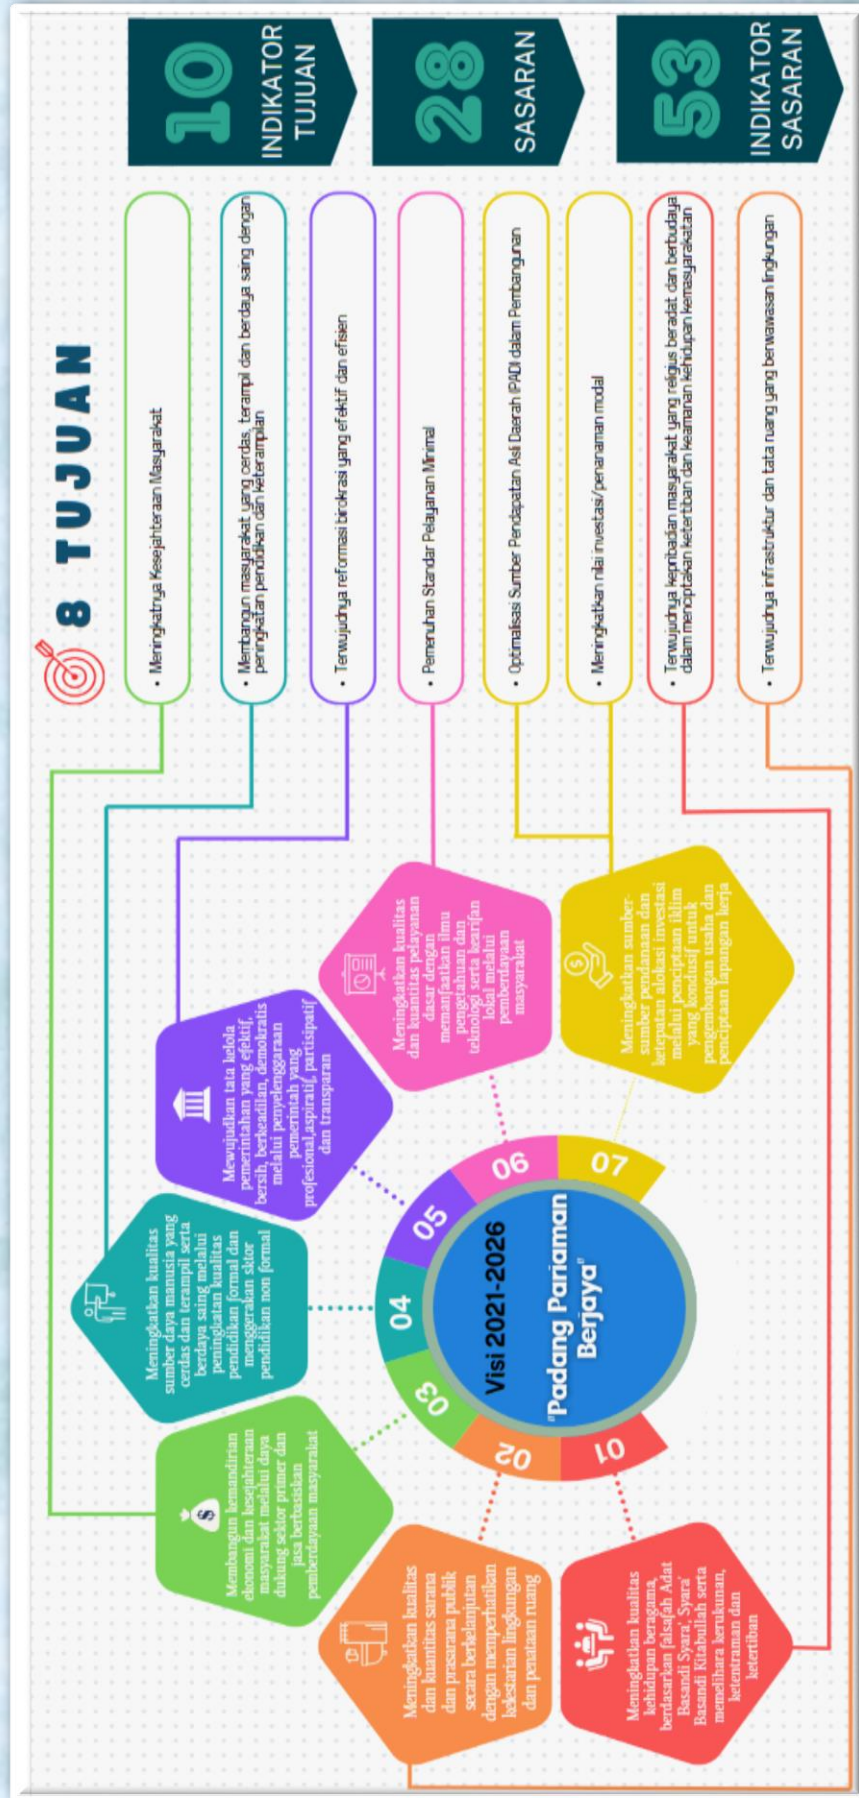 8 TUJUAN
10
INDIKATOR
TUJUAN
28
SASARAN
53
INDIKATOR
SASARAN
• Meningkatnya Kesejahteraan Masyarakat
• Membangun masyarakat yang cerdas, terampil dan berdaya saing dengan
peningkatan pendidikan dan keterampilan
• Terwujudnya reformasi birokrasi yang efektif dan efisien
• Pemenuhan Standar Pelayanan Minimal
• Optimalisasi Sumber Pendapatan Asli Daerah (PAD) dalam Pembangunan
• Meningkatkan nilai investasi/penanaman modal
• Terwujudnya kepribadian masyarakat yang religius beradat dan berbudaya
dalam menciptakan ketertiban dan keamanan kehidupan kemasyarakatan
• Terwujudnya infrastruktur dan tata ruang yang berwawasan lingkungan
Meningkatkan kualitas
kehidupan beragama,
berdasarkan falsafah Adat
Basandi Syara', Syara'
Basandi Kitabullah serta
memelihara kerukunan,
ketentraman dan
ketertiban
Meningkatkan kualitas
dan kuantitas sarana
dan prasarana publik
secara berkelanjutan
dengan memperhatikan
kelestarian lingkungan
dan penataan ruang
Membangun kemandirian
ekonomi dan kesejahteraan
masyarakat melalui daya
dukung sektor primer dan
jasa berbasiskan
pemberdayaan masyarakat
Meningkatkan kualitas
sumber daya manusia yang
cerdas dan terampil serta
berdaya saing melalui
peningkatan kualitas
pendidikan formal dan
menggerakan sktor
pendidikan non formal
Mewujudkan tata kelola
pemerintahan yang efektif,
bersih, berkeadilan, demokratis
melalui penyelenggaraan
pemerintah yang
profesional,aspiratif, partisipatif
dan transparan
Meningkatkan kualitas
dan kuantitas pelayanan
dasar dengan
memanfaatkan ilmu
pengetahuan dan
teknologi serta kearifan
lokal melalui
pemberdayaan
masyarakat
Meningkatkan sumber-
sumber pendanaan dan
ketepatan alokasi investasi
melalui penciptaan iklim
yang kondusif untuk
pengembangan usaha dan
penciptaan lapangan kerja
01
02
03
04
05
06
07
Visi 2021-2026
"Padang Pariaman
Berjaya"